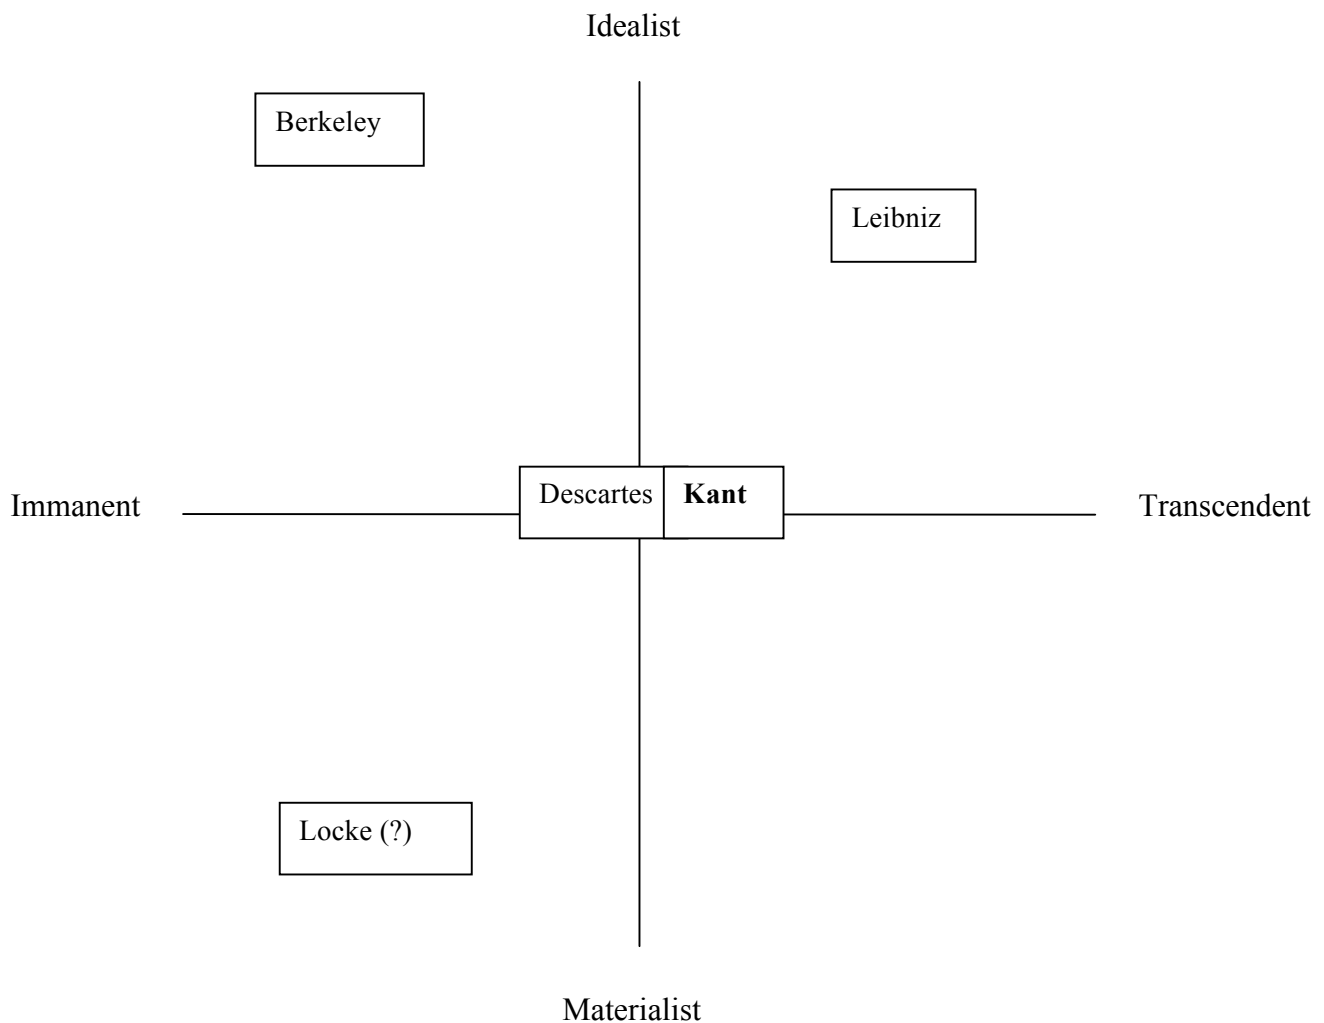 Idealist
Berkeley
Leibniz
Immanent
Descartes
Kant
Transcendent
Locke (?)
Materialist